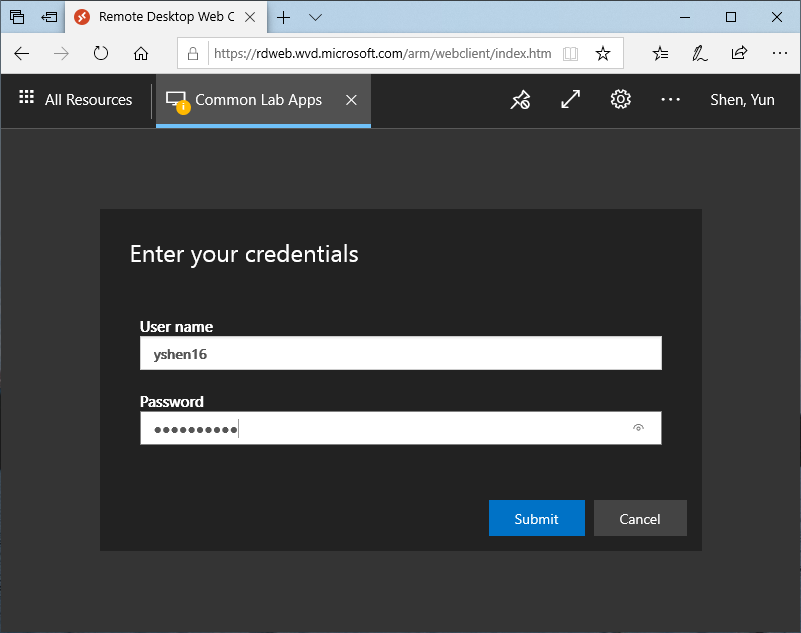 Remote Desktop Web C
https://rdweb.wvd.microsoft.com/arm/webclient/index.htm
All Resources
Common Lab Apps
Shen, Yun
Enter your credentials
User name
yshen16
Password
••••••••••
Submit Cancel